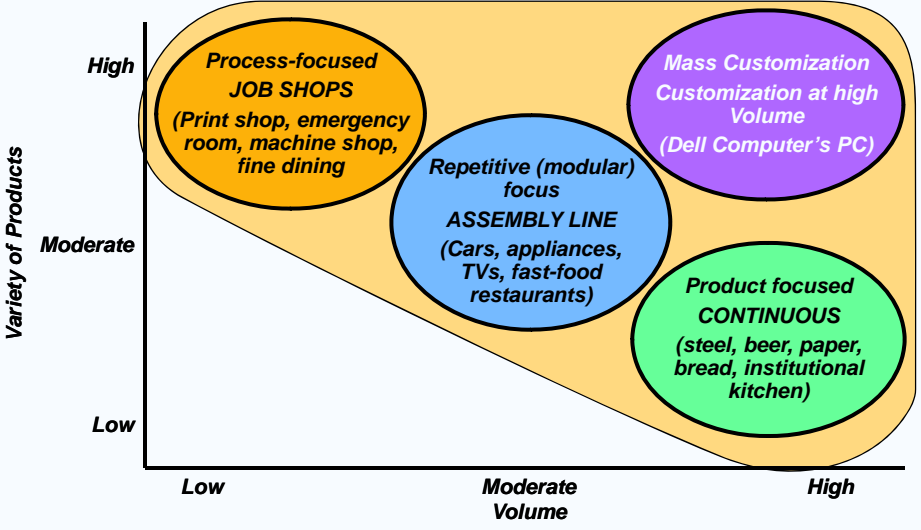 Variety of Products
High
Moderate
Low
Process-focused
JOB SHOPS
(Print shop, emergency
room, machine shop,
fine dining
Repetitive (modular)
focus
ASSEMBLY LINE
(Cars, appliances,
TVs, fast-food
restaurants)
Mass Customization
Customization at high
Volume
(Dell Computer's PC)
Product focused
CONTINUOUS
(steel, beer, paper,
bread, institutional
kitchen)
Low
Moderate
High
Volume